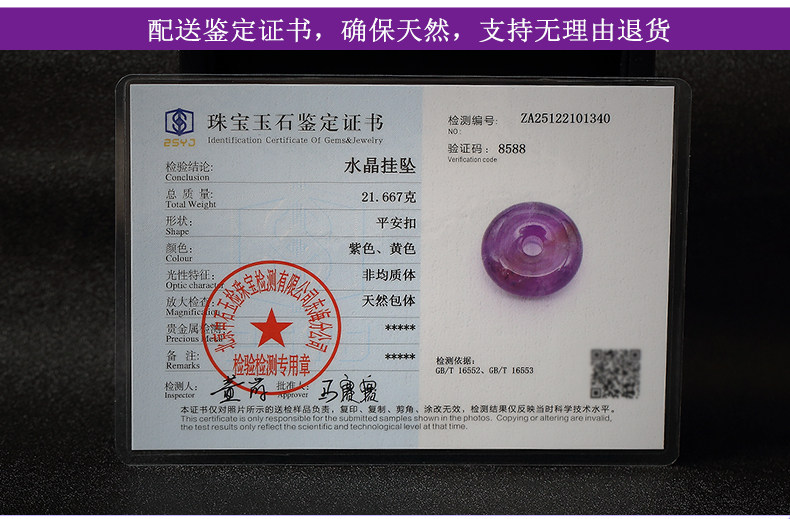 配送鉴定证书，确保天然，支持无理由退货
ZSYJ
珠宝玉石鉴定证书
Identification Certificate Of Gems&Jewelry
检验结论: 水晶挂坠
Conclusion
总 质 量: 21.667克
Total Weight
形状: 平安扣
Shape
颜色: 紫色、黄色
Colour
光性特征: 非均质体
Optic character
放大检查: 天然包体
Magnification
贵金属检测 *****
Precious Metal
备 注: *****
Remarks
检测人:
Inspector
批准人:
Approver
检验检测专用章
检测编号: ZA25122101340
NO:
验证码: 8588
Verification code
检测依据:
GB/T 16552、GB/T 16553
本证书仅对照片所示的送检样品负责，复印、复制、剪角、涂改无效，检测结果仅反映当时科学技术水平。
This certificate is only responsible for the submitted samples shown in the photos. Copying or altering are invalid,
the test results only reflect the scientific and technological level at that time.